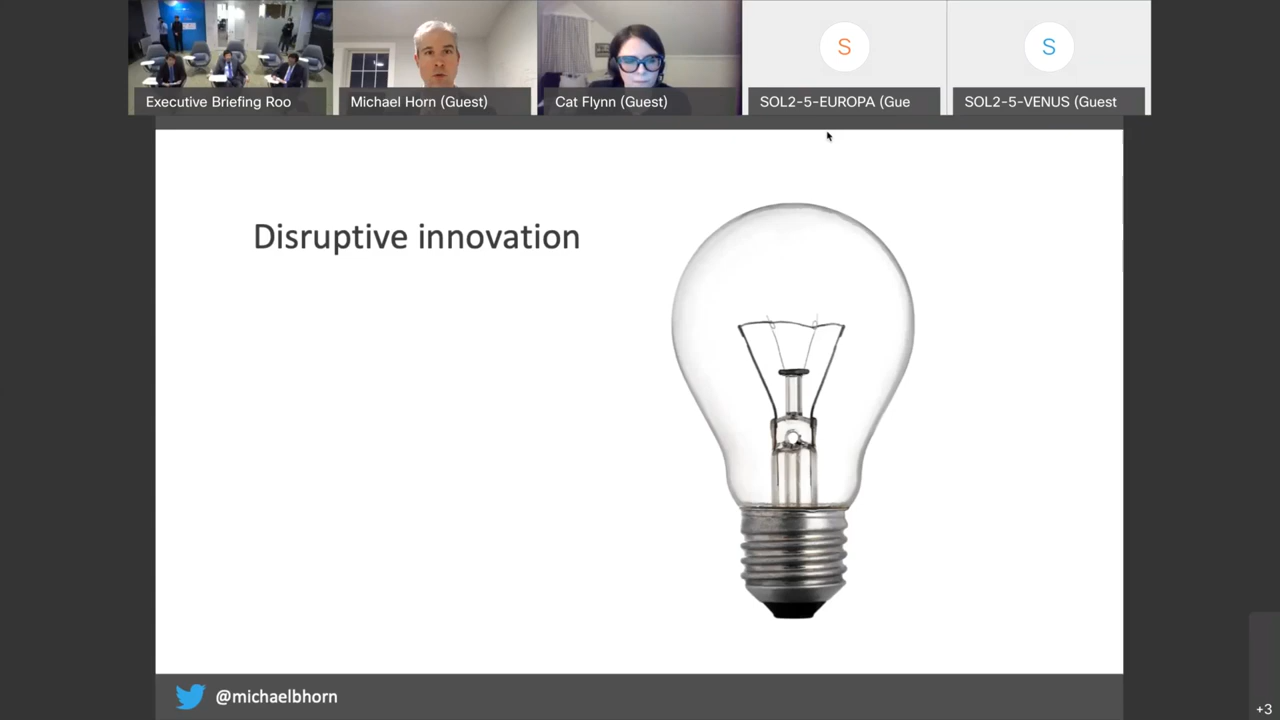 Executive Briefing Roo
Michael Horn (Guest)
Cat Flynn (Guest)
S
SOL2-5-EUROPA (Gue
S
SOL2-5-VENUS (Guest
Disruptive innovation
@michaelbhorn
+3